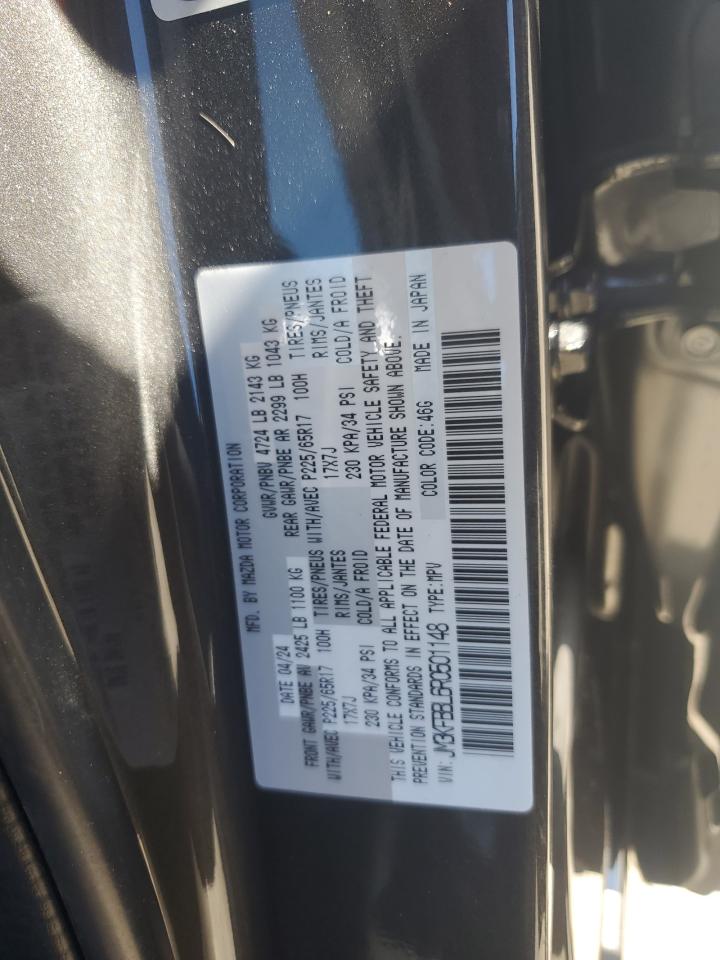 MFD. BY MAZDA MOTOR CORPORATION
DATE 04/24 GVWR/PNBV 4724 LB 2143 KG
FRONT GAWR/PNBE AV 2425 LB 1100 KG REAR GAWR/PNBE AR 2299 LB 1043 KG
WITH/AVEC P225/65R17 100H TIRES/PNEUS WITH/AVEC P225/65R17 100H TIRES/PNEUS
17X7J RIMS/JANTES 17X7J RIMS/JANTES
230 KPA/34 PSI COLD/A FROID 230 KPA/34 PSI COLD/A FROID
THIS VEHICLE CONFORMS TO ALL APPLICABLE FEDERAL MOTOR VEHICLE SAFETY AND THEFT
PREVENTION STANDARDS IN EFFECT ON THE DATE OF MANUFACTURE SHOWN ABOVE.
VIN: JM3KFBBL6R0501148 TYPE:MPV COLOR CODE:46G MADE IN JAPAN